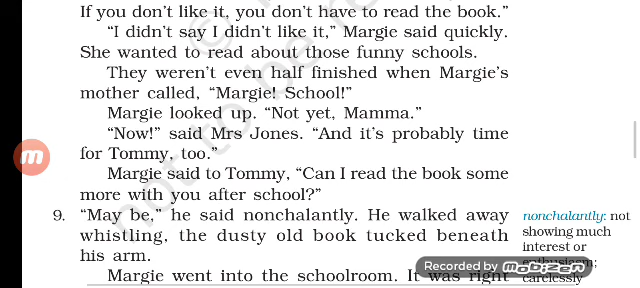 If you don't like it, you don't have to read the book."
"I didn't say I didn't like it," Margie said quickly.
She wanted to read about those funny schools.
They weren't even half finished when Margie's
mother called, "Margie! School!"
Margie looked up. "Not yet, Mamma."
"Now!" said Mrs Jones. "And it's probably time
for Tommy, too."
Margie said to Tommy, "Can I read the book some
more with you after school?"
9. "May be," he said nonchalantly. He walked away
whistling, the dusty old book tucked beneath
his arm.
Margie went into the schoolroom. It was right
nonchalantly: not
showing much
interest or
enthusiasm;
carelessly
not to be re
m
Recorded by mobizen